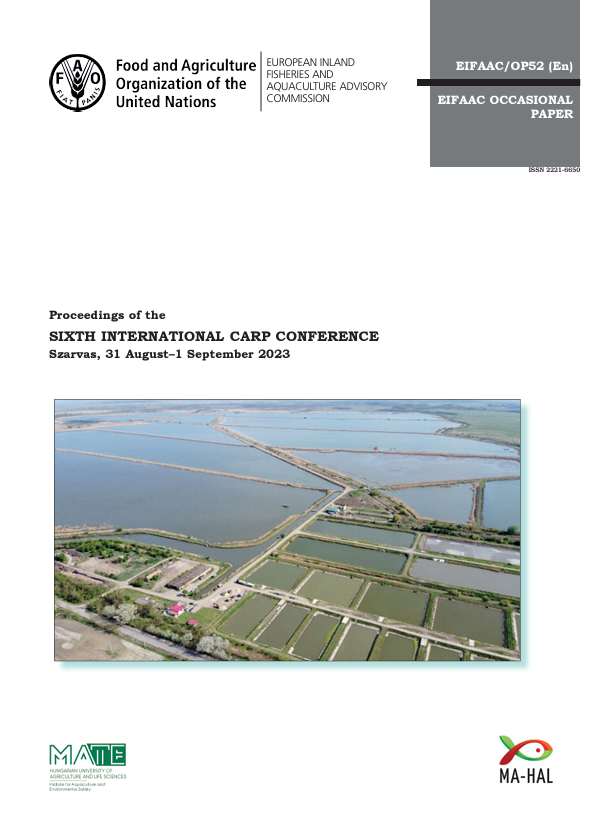 FAO
FIAT PANIS
Food and Agriculture
Organization of the
United Nations
EUROPEAN INLAND
FISHERIES AND
AQUACULTURE ADVISORY
COMMISSION
EIFAAC/OP52 (En)
EIFAAC OCCASIONAL
PAPER
ISSN 2221-6650
Proceedings of the
SIXTH INTERNATIONAL CARP CONFERENCE
Szarvas, 31 August–1 September 2023
MATE
HUNGARIAN UNIVERSITY OF
AGRICULTURE AND LIFE SCIENCES
Institute for Aquaculture and
Environmental Safety
MA-HAL